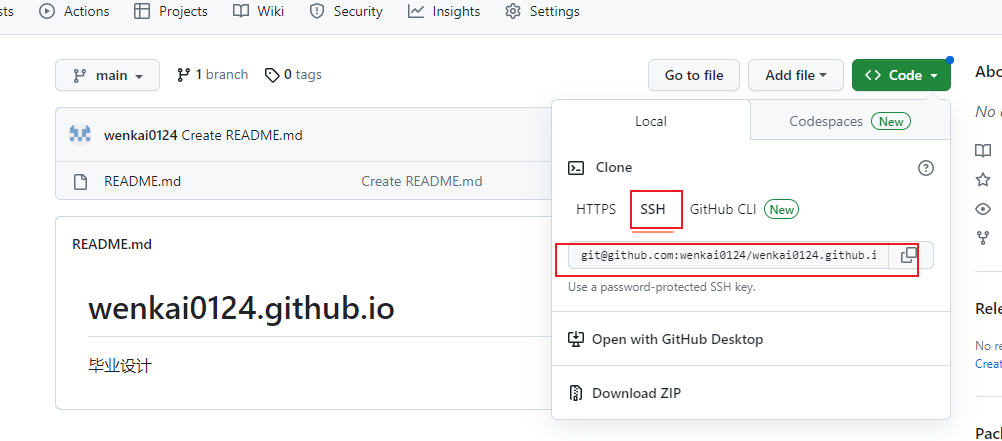 sts Actions Projects Wiki Security Insights Settings
main 1 branch 0 tags Go to file Add file Code
wenkai0124 Create README.md
README.md Create README.md
README.md
wenkai0124.github.io
毕业设计
Local Codespaces New
Clone
HTTPS SSH GitHub CLI New
git@github.com:wenkai0124/wenkai0124.github.i
Use a password-protected SSH key.
Open with GitHub Desktop
Download ZIP
Abo
No d
Rele
No re
Creat
Pack